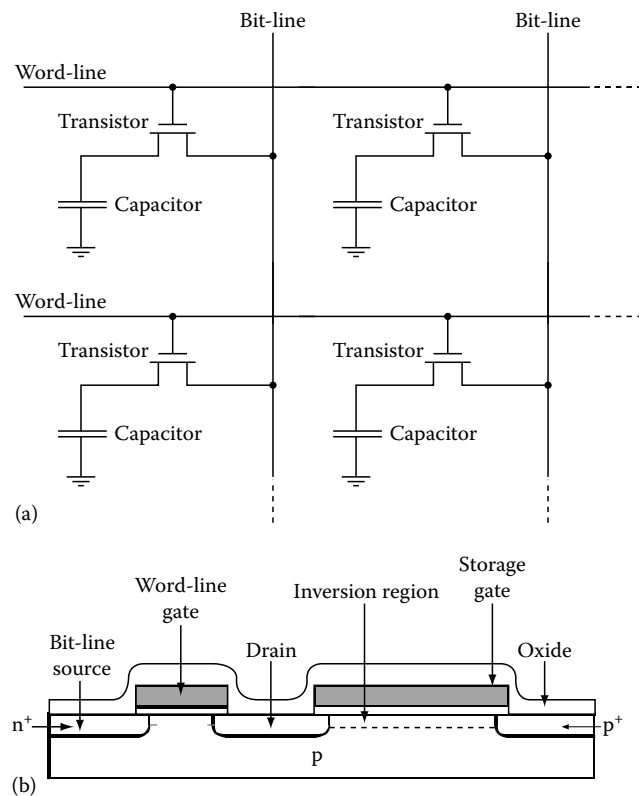 Bit-line Bit-line
Word-line
Transistor Transistor
Capacitor Capacitor
Word-line
Transistor Transistor
Capacitor Capacitor
(a)
Word-line
gate
Inversion region
Storage
gate
Bit-line
source
Drain
Oxide
n⁺
p⁺
p
(b)